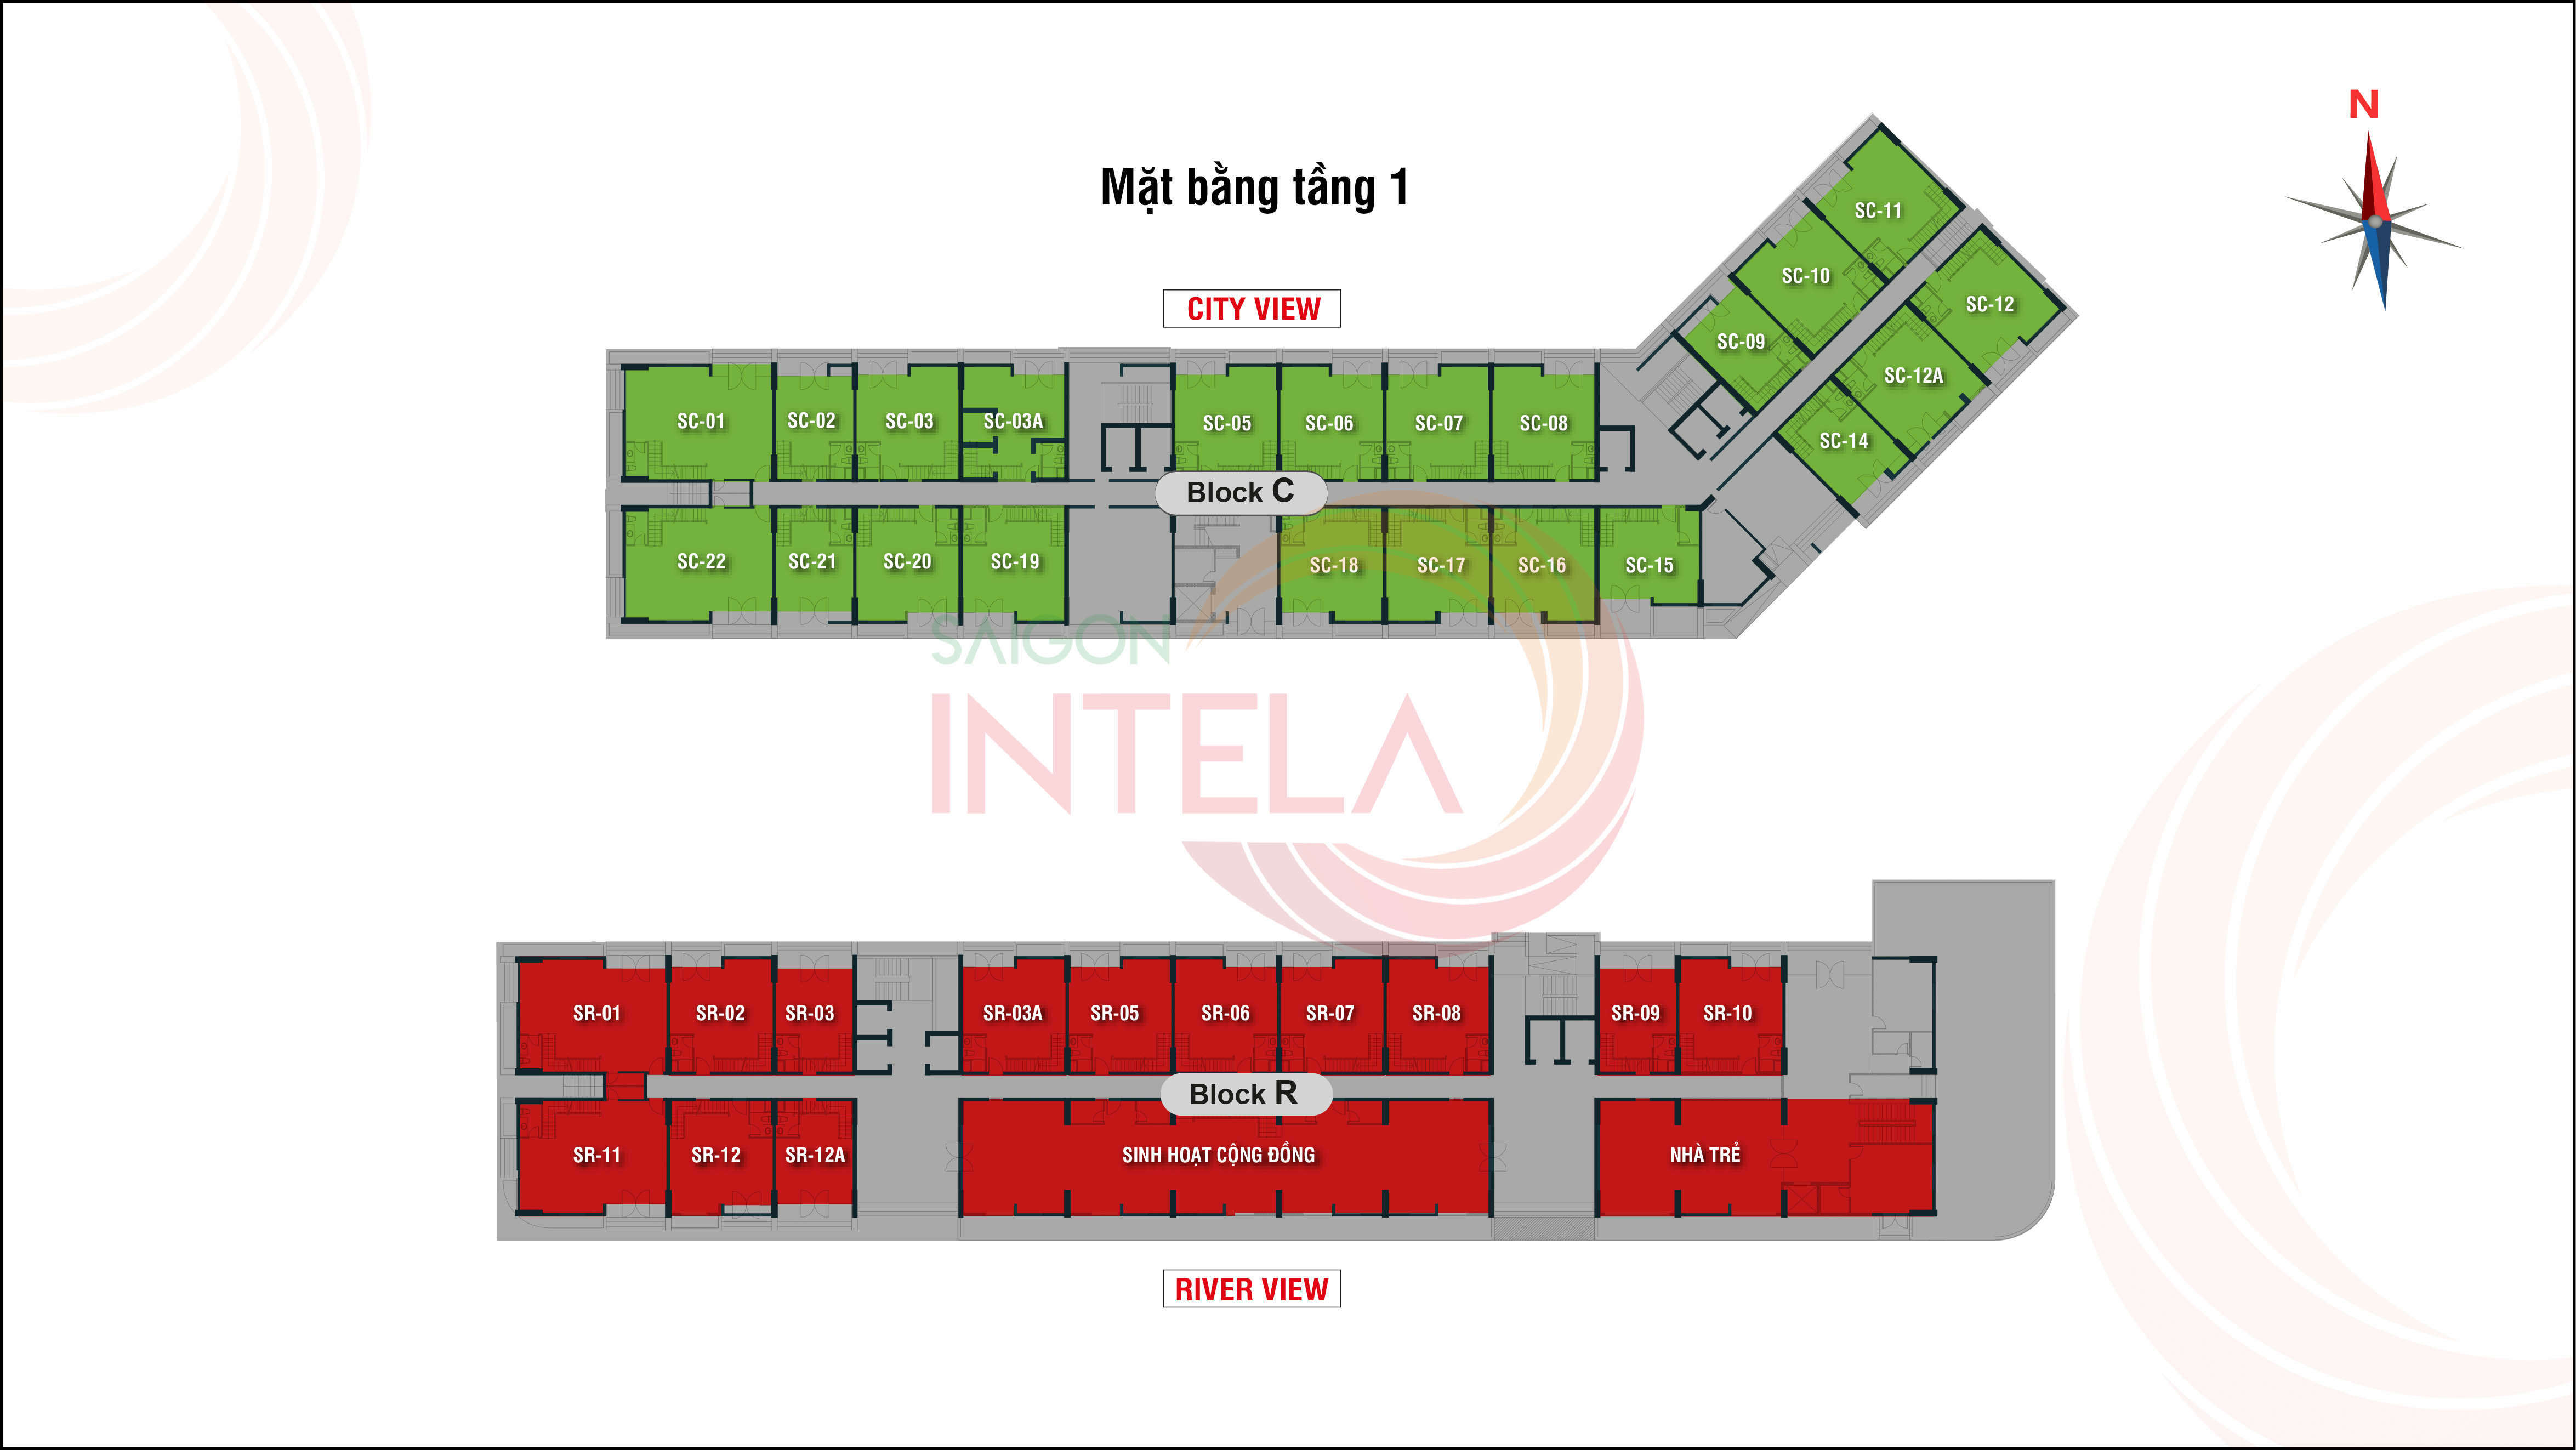 N
Mặt bằng tầng 1
CITY VIEW
SC-11
SC-10
SC-12
SC-09
SC-12A
SC-14
SC-01
SC-02
SC-03
SC-03A
SC-05
SC-06
SC-07
SC-08
Block C
SC-22
SC-21
SC-20
SC-19
SC-18
SC-17
SC-16
SC-15
SAIGON
INTELA
SR-01
SR-02
SR-03
SR-03A
SR-05
SR-06
SR-07
SR-08
SR-09
SR-10
Block R
SR-11
SR-12
SR-12A
SINH HOẠT CỘNG ĐỒNG
NHÀ TRẺ
RIVER VIEW